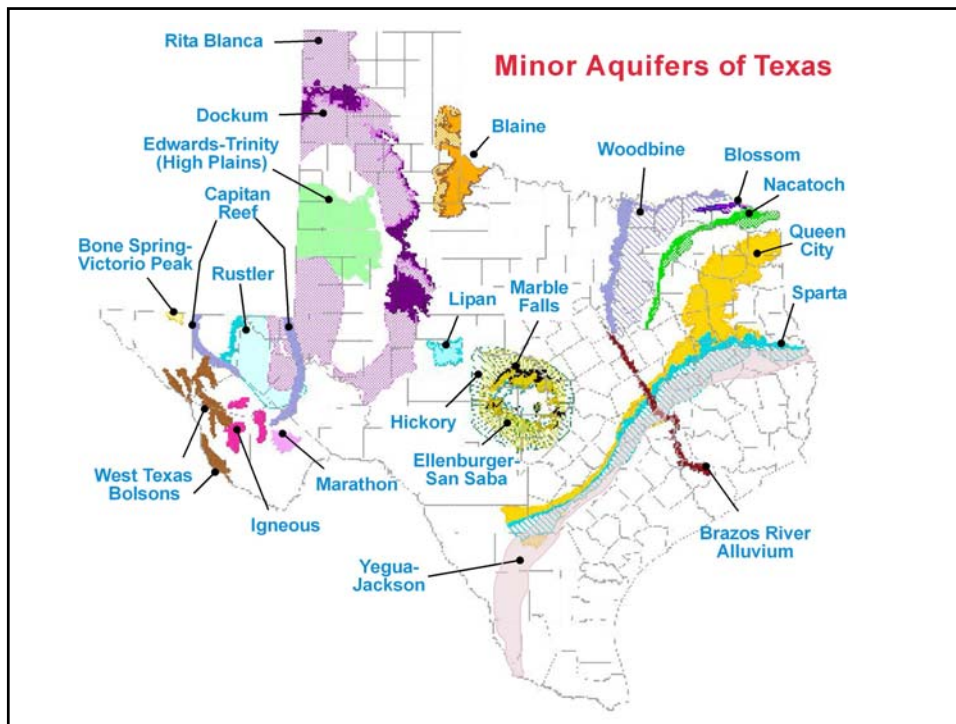 Minor Aquifers of Texas
Rita Blanca
Dockum
Edwards-Trinity
(High Plains)
Capitan
Reef
Bone Spring-
Victorio Peak
Rustler
Blaine
Woodbine
Blossom
Nacatoch
Queen
City
Sparta
Lipan
Marble
Falls
Hickory
Ellenburger-
San Saba
West Texas
Bolsons
Igneous
Marathon
Yegua-
Jackson
Brazos River
Alluvium